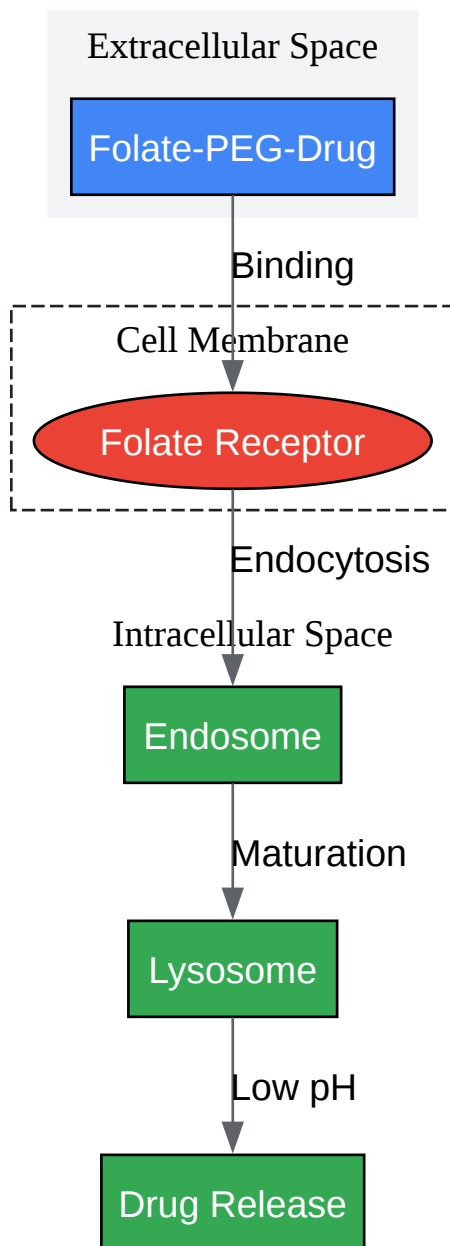 Extracellular Space
Folate-PEG-Drug
Binding
Cell Membrane
Folate Receptor
Endocytosis
Intracellular Space
Endosome
Maturation
Lysosome
Low pH
Drug Release